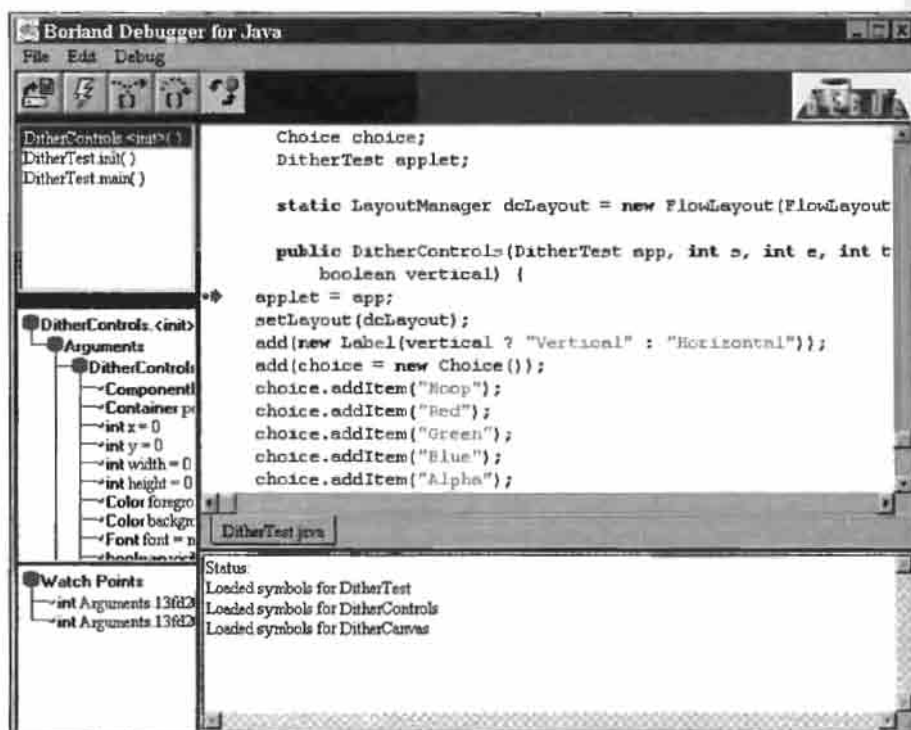 Borland Debugger for Java
File Edit Debug
DEBUG
DitherControls.<init>( )
DitherTest.init( )
DitherTest.main( )
Choice choice;
DitherTest applet;
static LayoutManager dcLayout = new FlowLayout(FlowLayout
public DitherControls(DitherTest app, int s, int e, int t
boolean vertical) {
applet = app;
setLayout(dcLayout);
add(new Label(vertical ? "Vertical" : "Horizontal"));
add(choice = new Choice());
choice.addItem("Noop");
choice.addItem("Red");
choice.addItem("Green");
choice.addItem("Blue");
choice.addItem("Alpha");
DitherTest.java
DitherControls.<init>
Arguments
DitherControls
Container
int x = 0
int y = 0
int width = 0
int height = 0
Color foregro
Color backgr
Font font = n
Watch Points
int Arguments.13fd2
int Arguments.13fd2
Status:
Loaded symbols for DitherTest
Loaded symbols for DitherControls
Loaded symbols for DitherCanvas